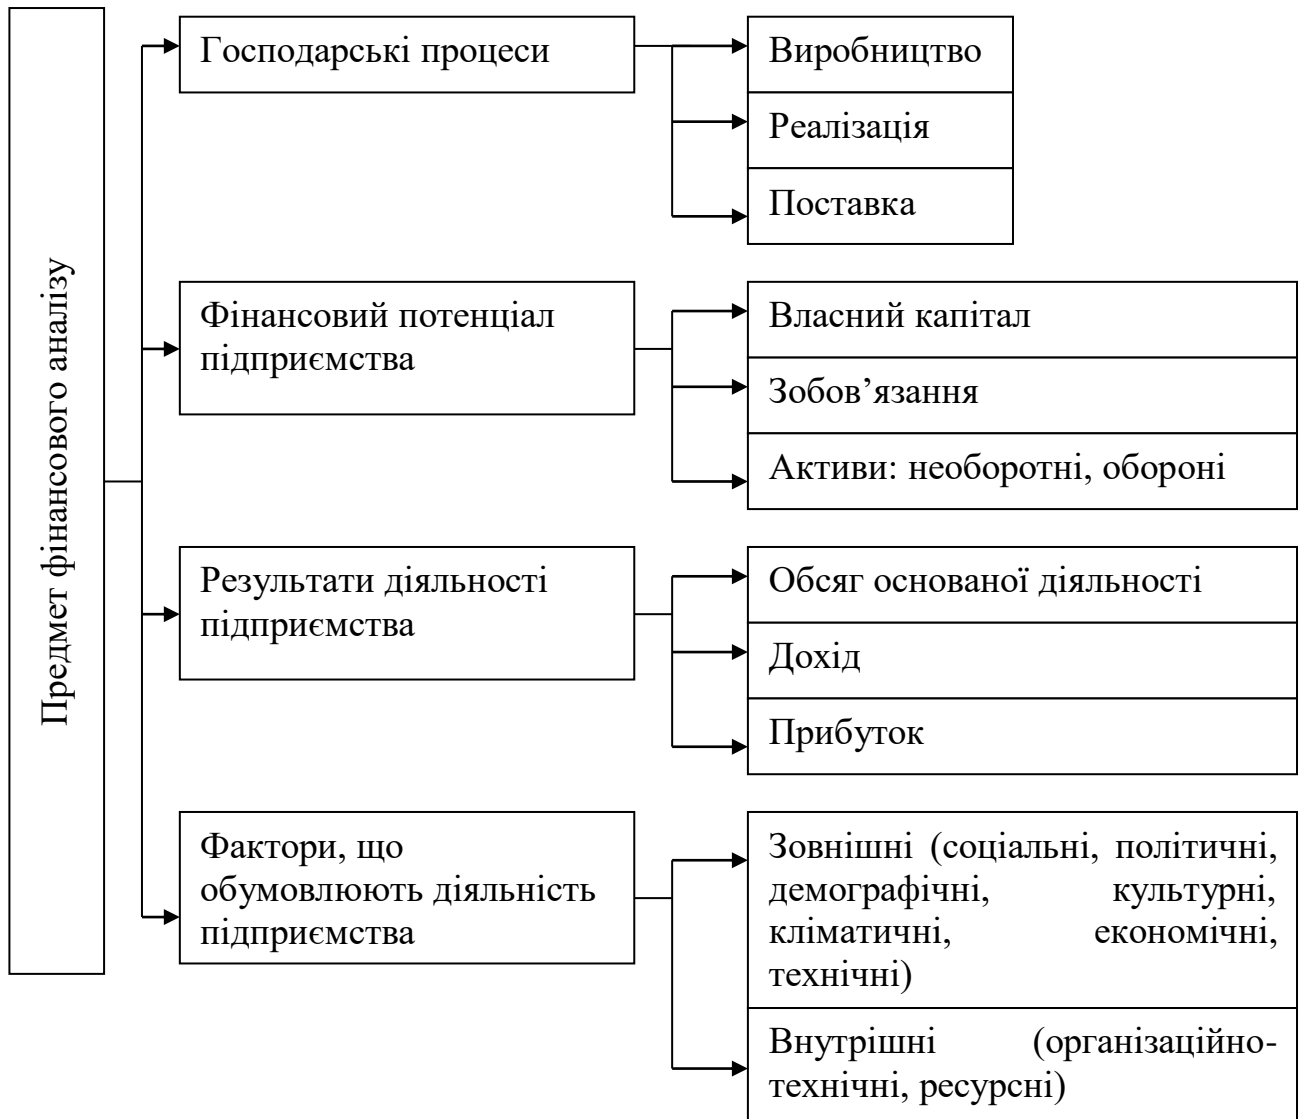 Предмет фінансового аналізу
Господарські процеси
Виробництво
Реалізація
Поставка
Фінансовий потенціал
підприємства
Власний капітал
Зобов’язання
Активи: необоротні, обороні
Результати діяльності
підприємства
Обсяг основаної діяльності
Дохід
Прибуток
Фактори, що
обумовлюють діяльність
підприємства
Зовнішні (соціальні, політичні,
демографічні, культурні,
кліматичні, економічні,
технічні)
Внутрішні (організаційно-
технічні, ресурсні)